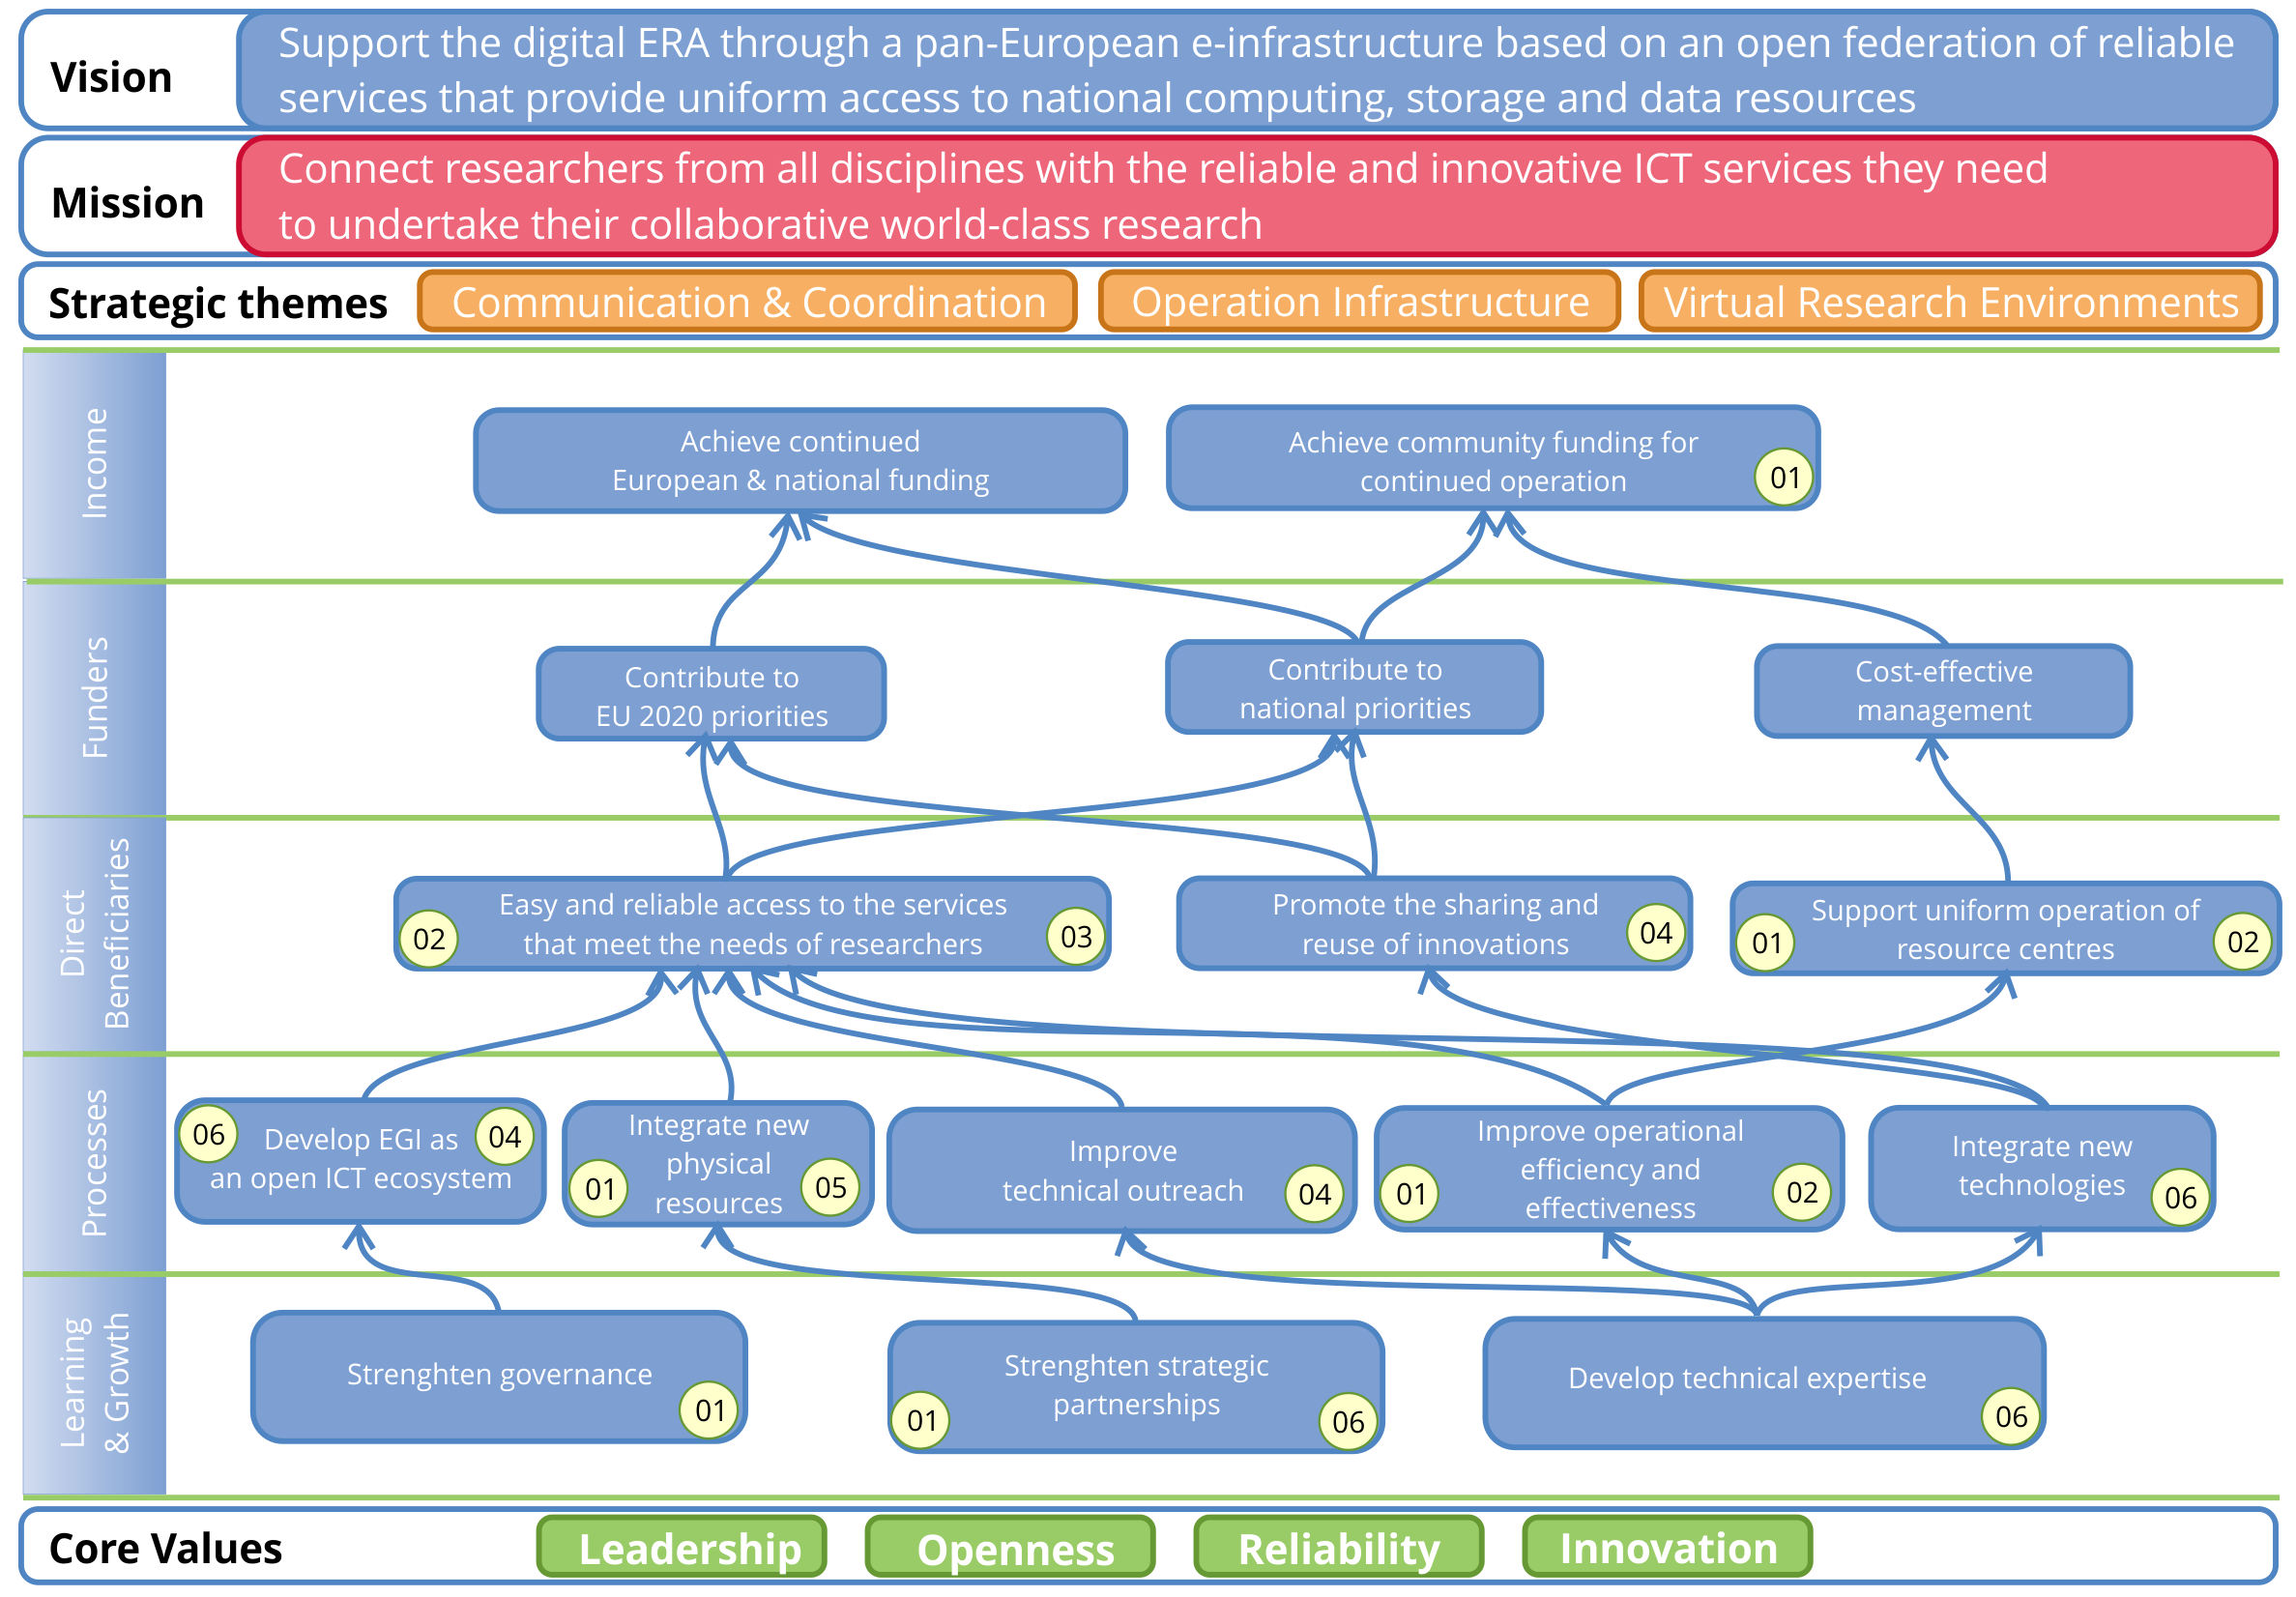 Vision
Support the digital ERA through a pan-European e-infrastructure based on an open federation of reliable
services that provide uniform access to national computing, storage and data resources
Mission
Connect researchers from all disciplines with the reliable and innovative ICT services they need
to undertake their collaborative world-class research
Strategic themes
Communication & Coordination
Operation Infrastructure
Virtual Research Environments
Income
Achieve continued
European & national funding
Achieve community funding for
continued operation
01
Funders
Contribute to
EU 2020 priorities
Contribute to
national priorities
Cost-effective
management
Direct
Beneficiaries
02
Easy and reliable access to the services
that meet the needs of researchers
03
Promote the sharing and
reuse of innovations
04
01
Support uniform operation of
resource centres
02
Processes
06
Develop EGI as
an open ICT ecosystem
04
01
Integrate new
physical
resources
05
Improve
technical outreach
04
01
Improve operational
efficiency and
effectiveness
02
Integrate new
technologies
06
Learning
& Growth
Strenghten governance
01
01
Strenghten strategic
partnerships
06
Develop technical expertise
06
Core Values
Leadership
Openness
Reliability
Innovation